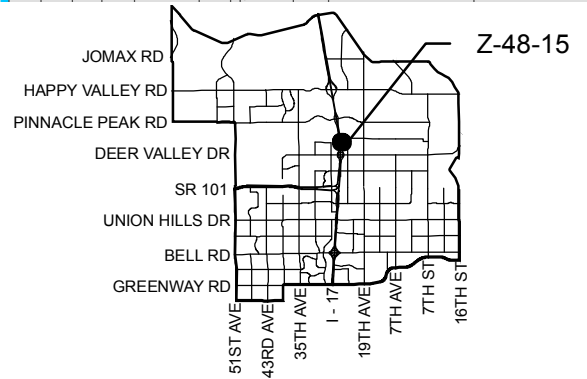 Z-48-15
JOMAX RD
HAPPY VALLEY RD
PINNACLE PEAK RD
DEER VALLEY DR
SR 101
UNION HILLS DR
BELL RD
GREENWAY RD
51ST AVE
43RD AVE
35TH AVE
I - 17
19TH AVE
7TH AVE
7TH ST
16TH ST